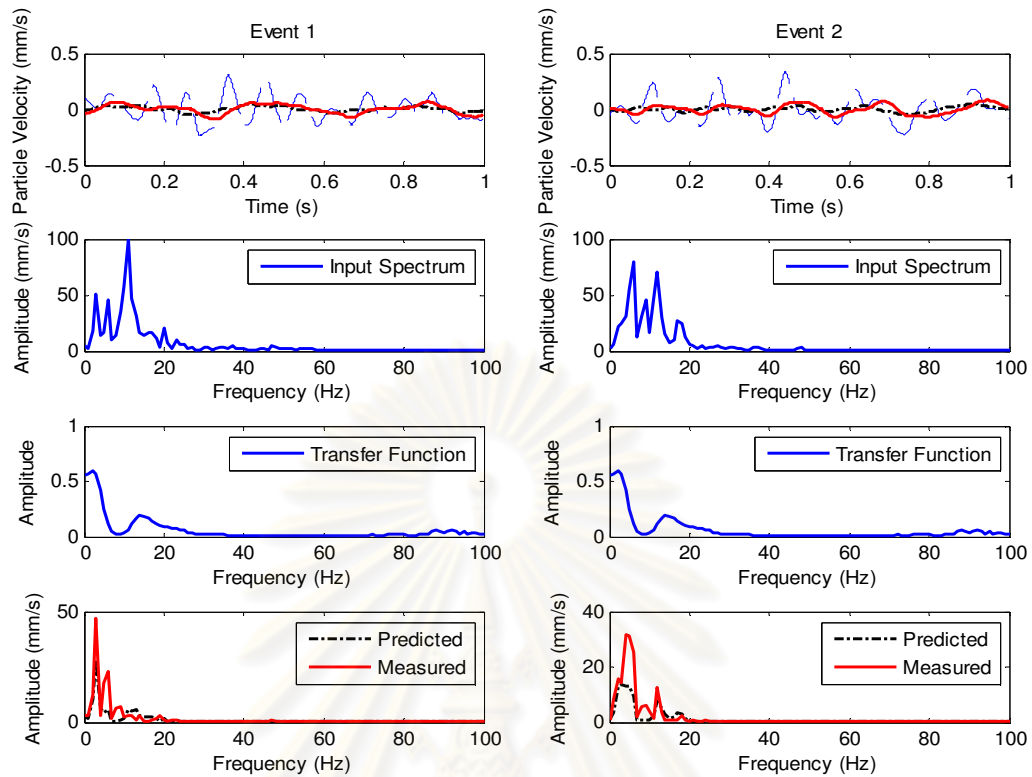 Event 1
Particle Velocity (mm/s)
0.5
0
-0.5
0 0.2 0.4 0.6 0.8 1
Time (s)
Event 2
Particle Velocity (mm/s)
0.5
0
-0.5
0 0.2 0.4 0.6 0.8 1
Time (s)
Amplitude (mm/s)
100
50
0
Input Spectrum
0 20 40 60 80 100
Frequency (Hz)
Amplitude (mm/s)
100
50
0
Input Spectrum
0 20 40 60 80 100
Frequency (Hz)
Amplitude
1
0.5
0
Transfer Function
0 20 40 60 80 100
Frequency (Hz)
Amplitude
1
0.5
0
Transfer Function
0 20 40 60 80 100
Frequency (Hz)
Amplitude (mm/s)
50
0
Predicted
Measured
0 20 40 60 80 100
Frequency (Hz)
Amplitude (mm/s)
40
20
0
Predicted
Measured
0 20 40 60 80 100
Frequency (Hz)